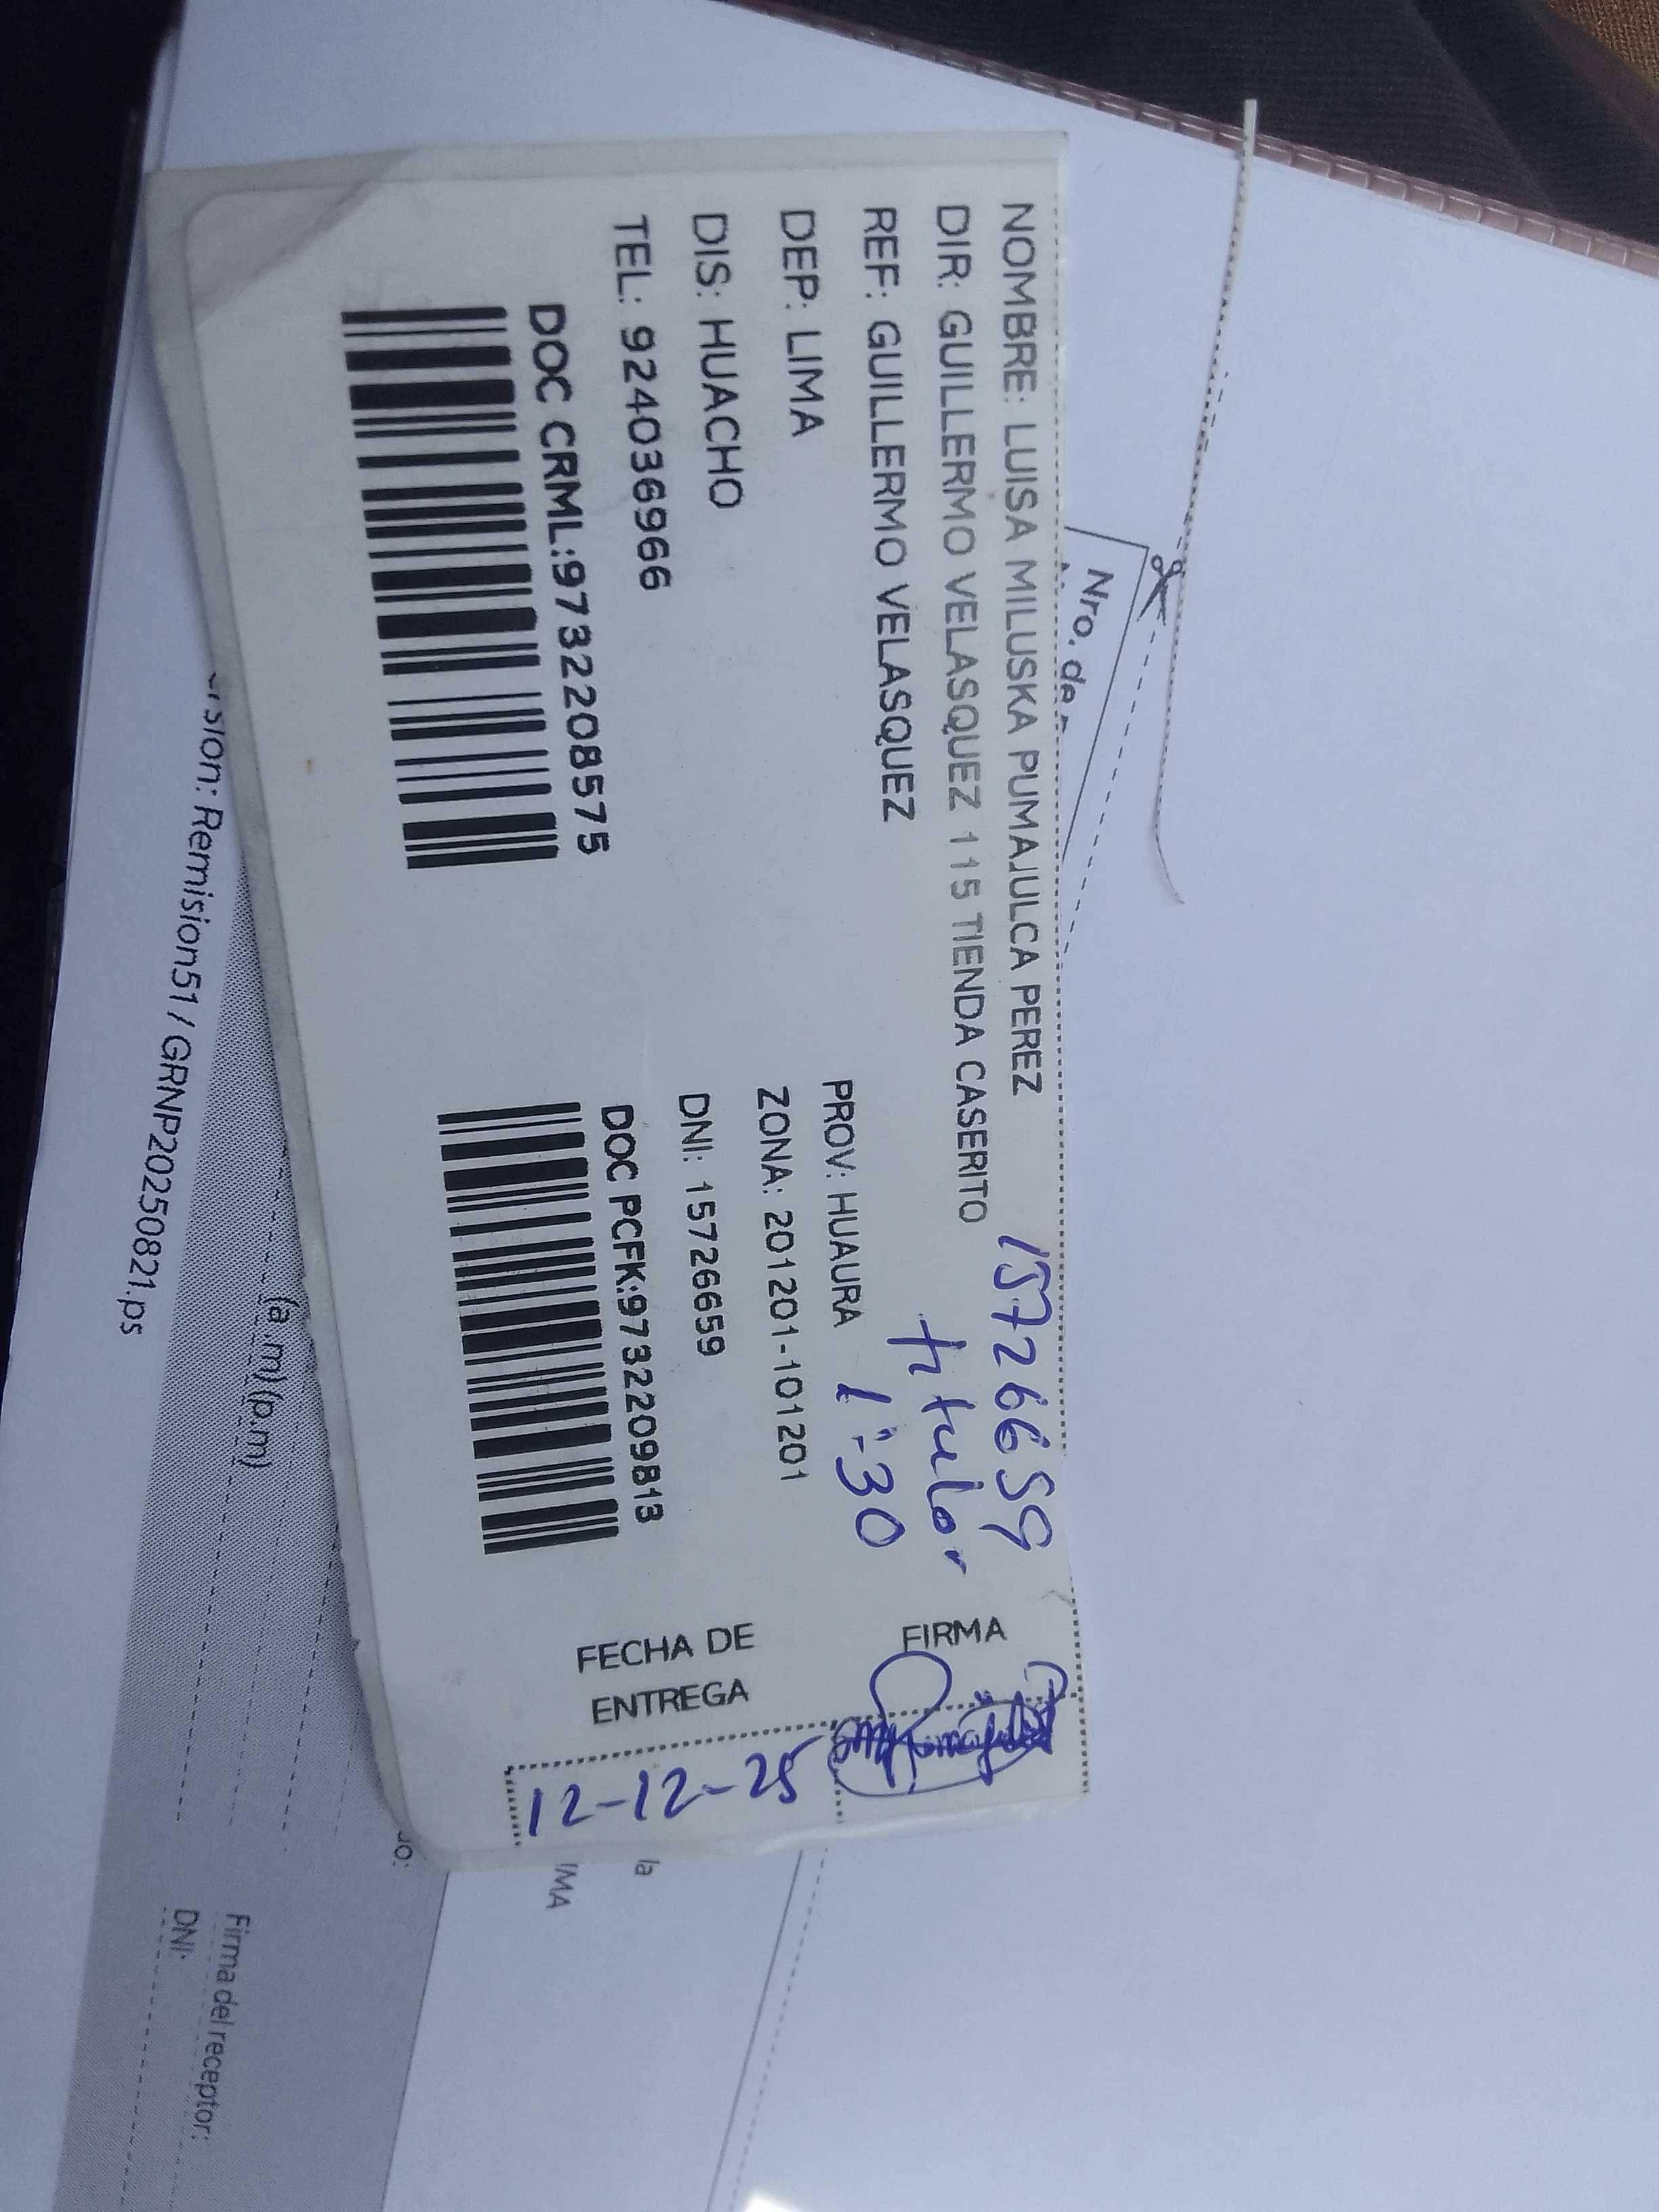 NOMBRE: LUISA MILUSKA PUMAJULCA PEREZ
15726659
DIR: GUILLERMO VELASQUEZ 115 TIENDA CASERITO
titular
REF: GUILLERMO VELASQUEZ
1:30
DEP: LIMA
PROV: HUAURA
DIS: HUACHO
ZONA: 201201-101201
TEL: 924036966
DNI: 15726659
DOC CRML:9732208575
DOC PCFK:9732209813
FIRMA
FECHA DE
ENTREGA
12-12-25
Nro. de
Remision51 / GRNP20250821.ps
(a.m)(p.m)
la
IMA
Firma del receptor:
DNI: